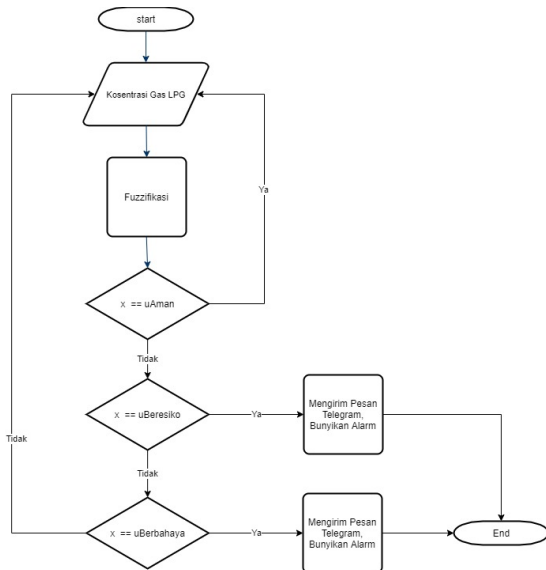 start
Kosentrasi Gas LPG
Fuzzifikasi
Ya
x == uAman
Tidak
x == uBeresiko
Ya
Mengirim Pesan
Telegram,
Bunyikan Alarm
Tidak
Tidak
x == uBerbahaya
Ya
Mengirim Pesan
Telegram,
Bunyikan Alarm
End